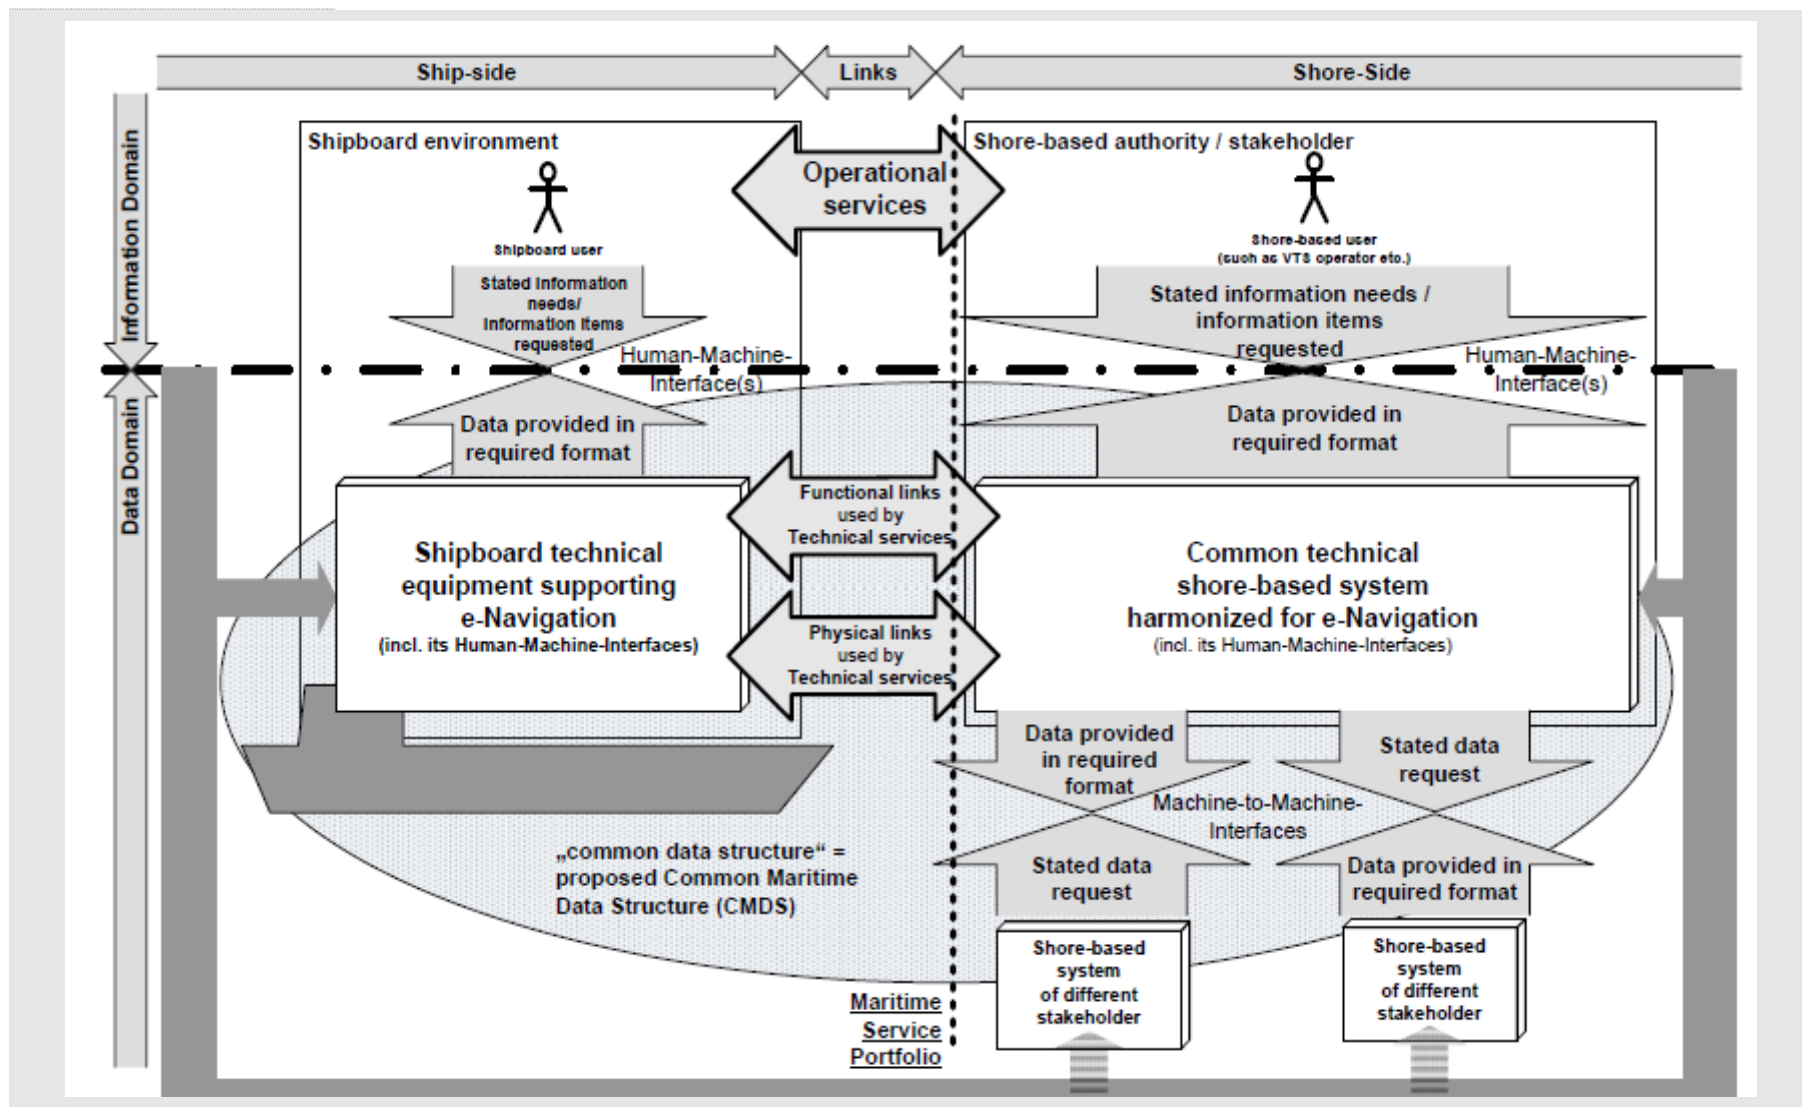 Ship-side
Links
Shore-Side
Information Domain
Data Domain
Shipboard environment
Shipboard user
Stated information
needs/
information items
requested
Human-Machine-
Interface(s)
Data provided in
required format
Operational
services
Shore-based authority / stakeholder
Shore-based user
(such as VTS operator etc.)
Stated information needs /
information items
requested
Human-Machine-
Interface(s)
Data provided in
required format
Shipboard technical
equipment supporting
e-Navigation
(incl. its Human-Machine-Interfaces)
Functional links
used by
Technical services
Physical links
used by
Technical services
Common technical
shore-based system
harmonized for e-Navigation
(incl. its Human-Machine-Interfaces)
Data provided
in required
format
Stated data
request
Machine-to-Machine-
Interfaces
Stated data
request
Data provided in
required format
„common data structure“ =
proposed Common Maritime
Data Structure (CMDS)
Shore-based
system
of different
stakeholder
Shore-based
system
of different
stakeholder
Maritime
Service
Portfolio